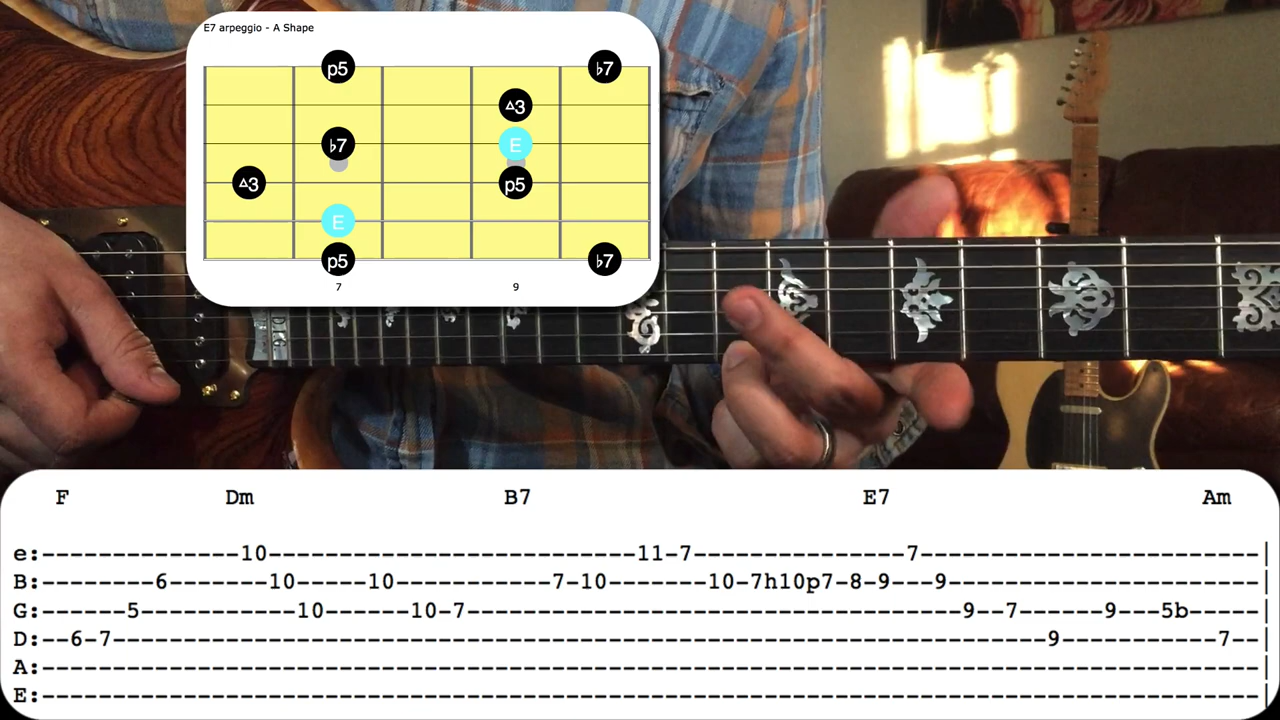 E7 arpeggio - A Shape
p5 ♭7
△3
♭7 E
△3 p5
E
p5 ♭7
7 9
F Dm B7 E7 Am
e:--------------10---------------------------11-7---------------7------------------------|
B:--------6-------10-----10-----------7-10-------10-7h10p7-8-9---9----------------------|
G:------5-----------10------10-7-----------------------------------9--7------9---5b-----|
D:--6-7------------------------------------------------------------------9-----------7--|
A:--------------------------------------------------------------------------------------|
E:--------------------------------------------------------------------------------------|